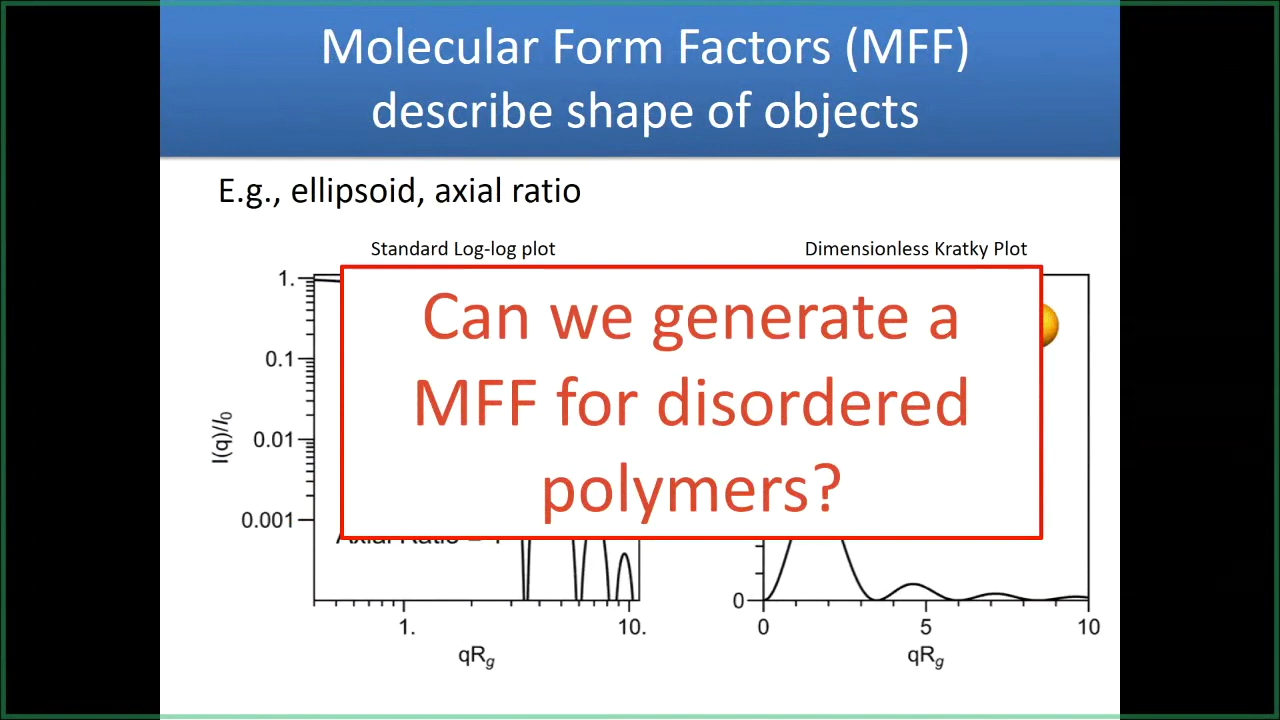 Molecular Form Factors (MFF)
describe shape of objects
E.g., ellipsoid, axial ratio
Standard Log-log plot
Dimensionless Kratky Plot
Can we generate a
MFF for disordered
polymers?
1.
0.1
0.01
0.001
I(q)/I₀
1.
10.
qR𝑔
0
0
5
10
qR𝑔